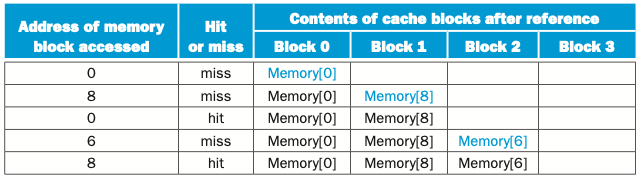 Address of memory block accessed Hit or miss Contents of cache blocks after reference
Block 0 Block 1 Block 2 Block 3
0 miss Memory[0]
8 miss Memory[0] Memory[8]
0 hit Memory[0] Memory[8]
6 miss Memory[0] Memory[8] Memory[6]
8 hit Memory[0] Memory[8] Memory[6]